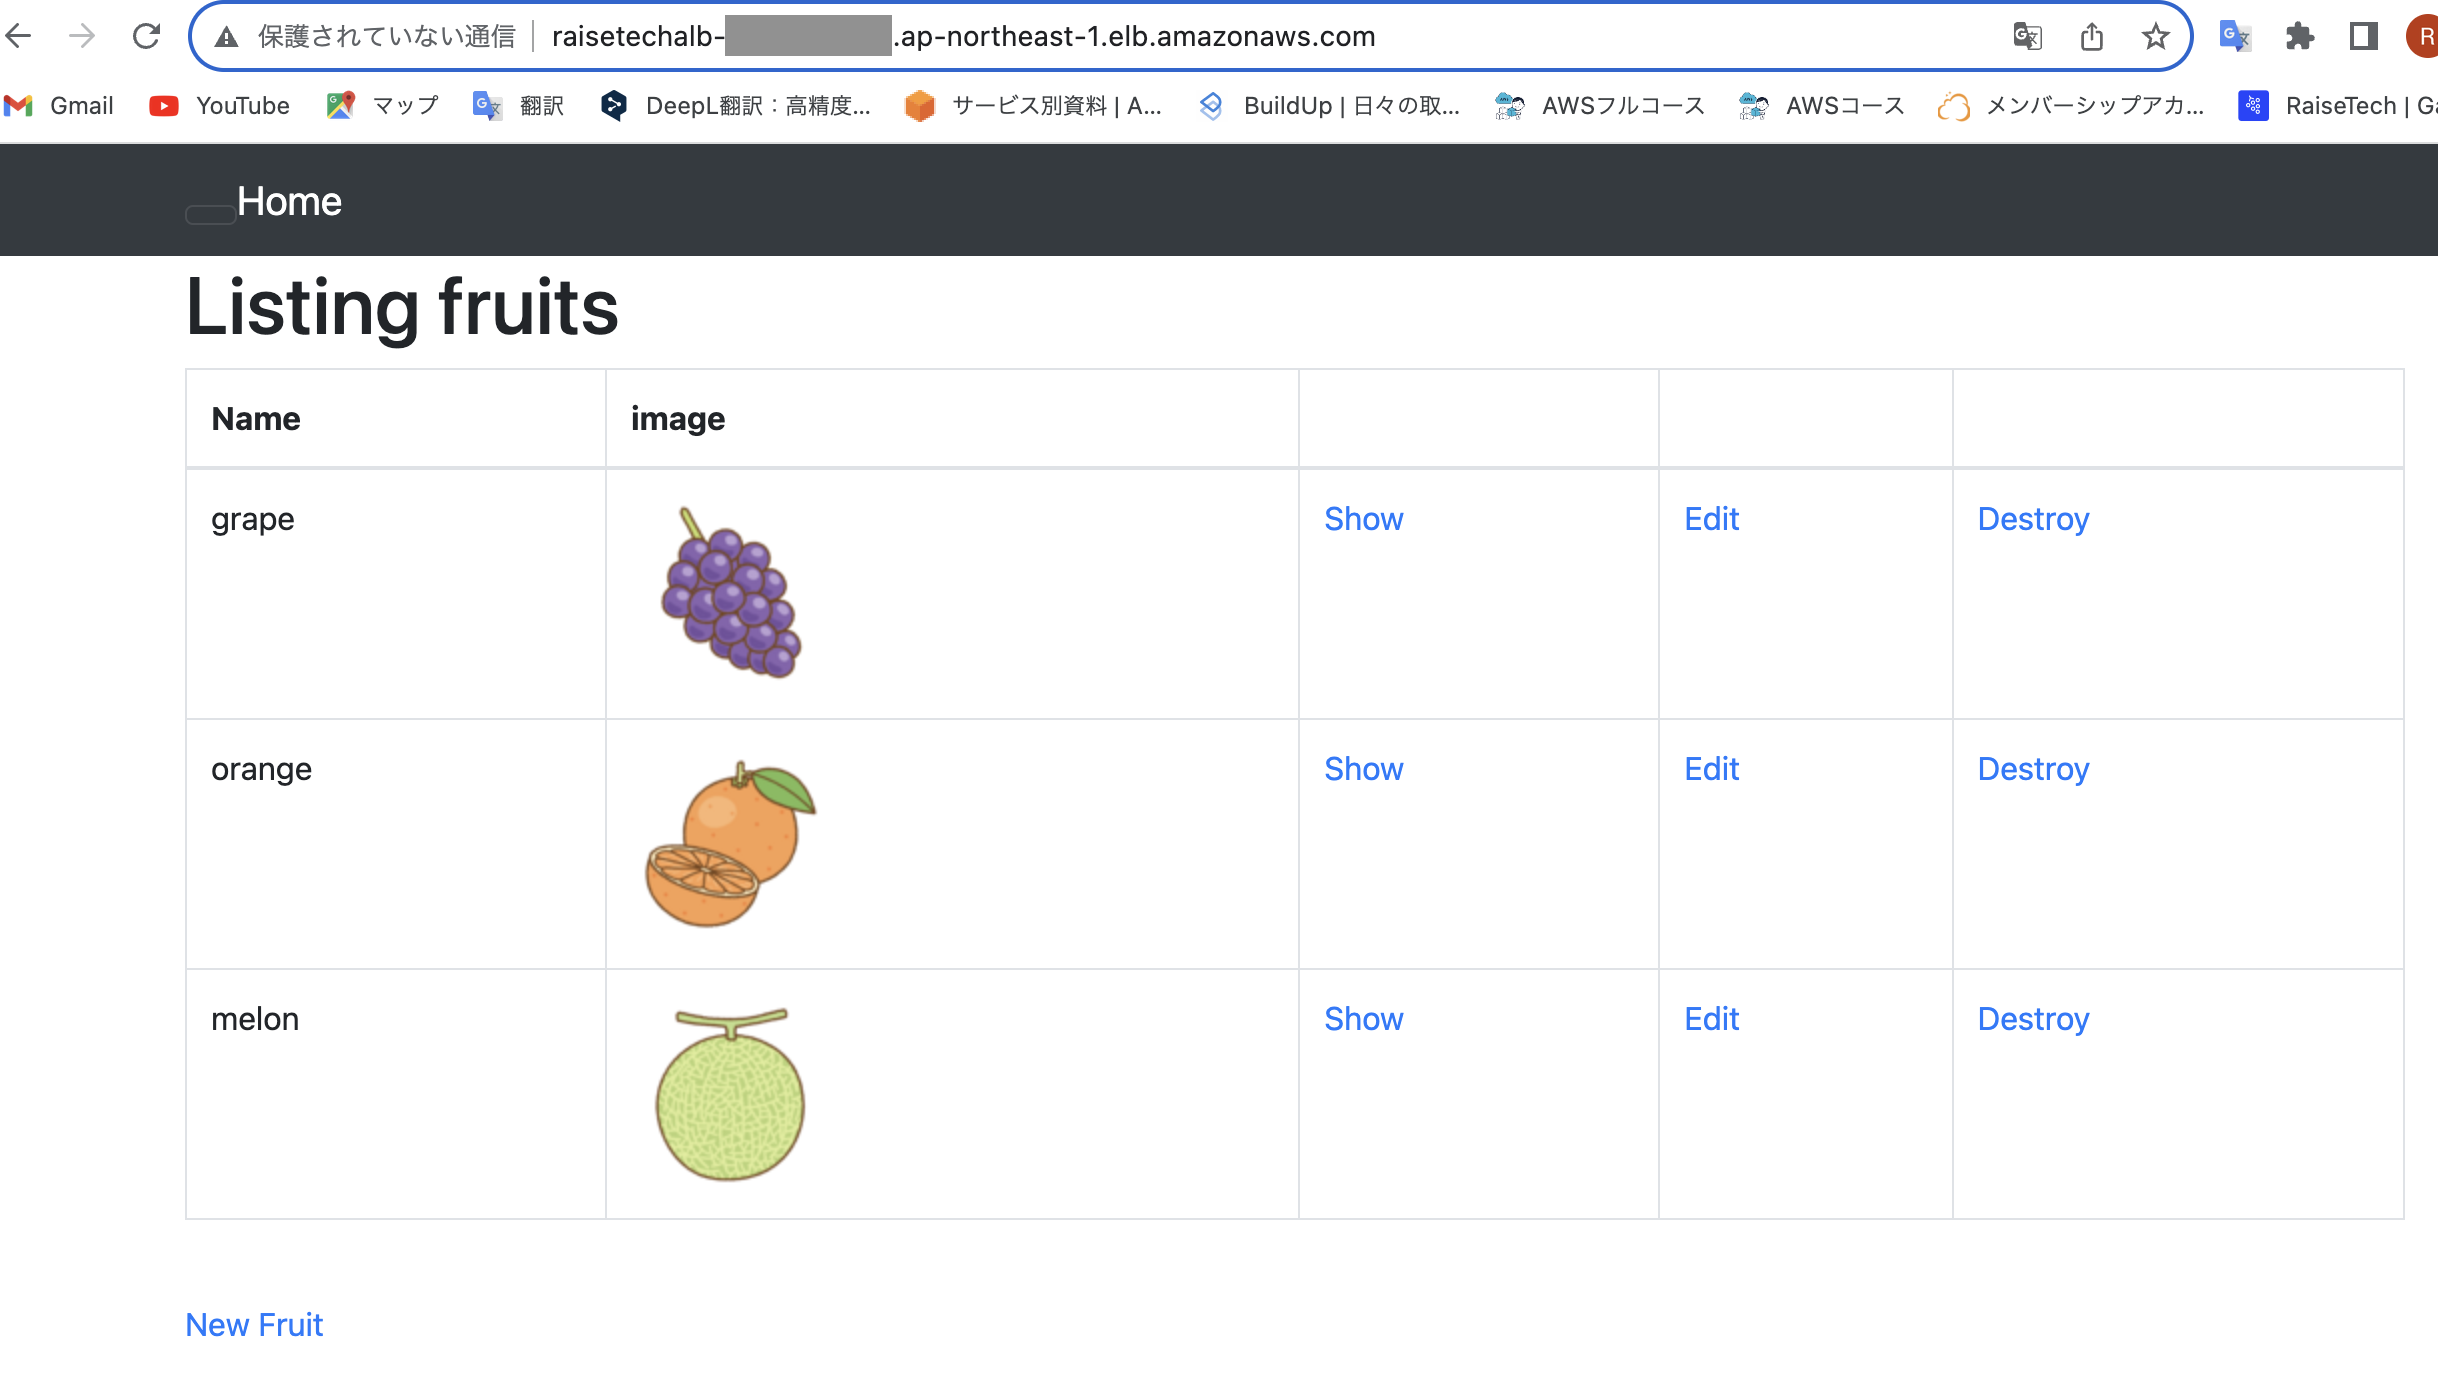 保護されていない通信 raisetechalb- .ap-northeast-1.elb.amazonaws.com
Gmail YouTube マップ 翻訳 DeepL翻訳：高精度... サービス別資料 | A... BuildUp | 日々の取... AWSフルコース AWSコース メンバーシップアカ... RaiseTech | Ga
Home
Listing fruits
Name image
grape Show Edit Destroy
orange Show Edit Destroy
melon Show Edit Destroy
New Fruit